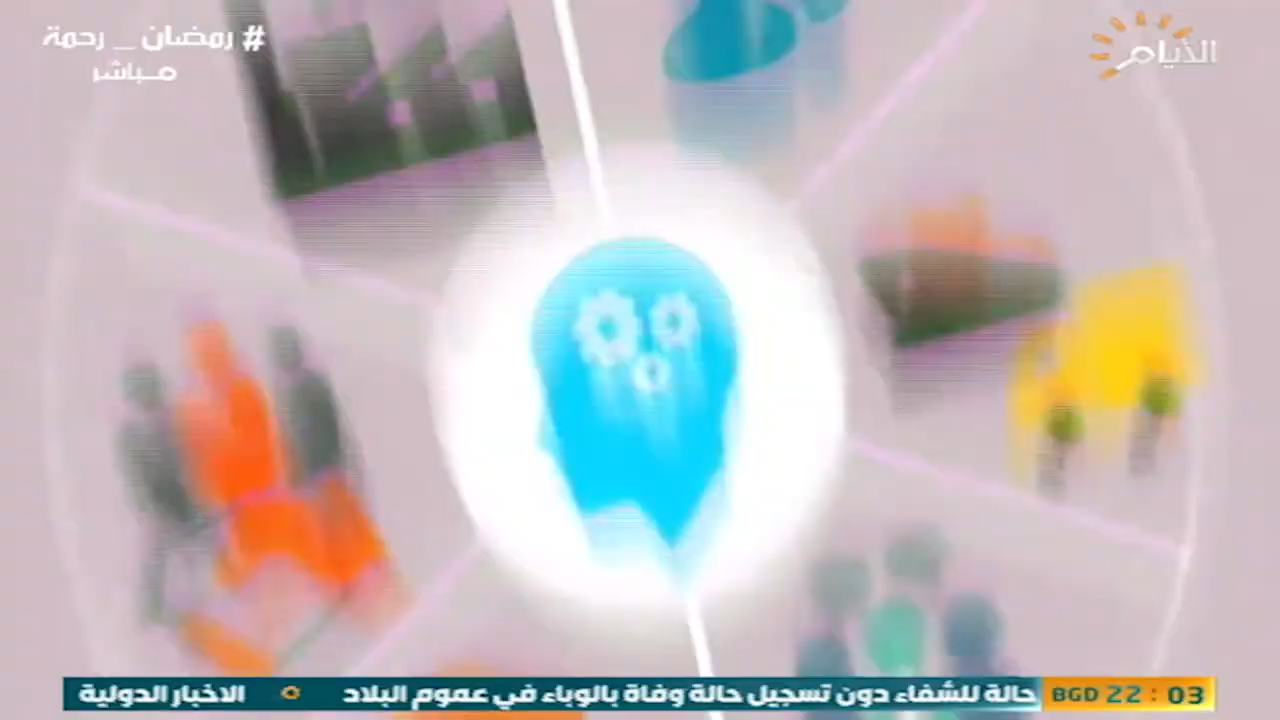 # رمضان _ رحمة
مباشر
الأيام
حالة للشفاء دون تسجيل حالة وفاة بالوباء في عموم البلاد
الاخبار الدولية
BGD 22 : 03